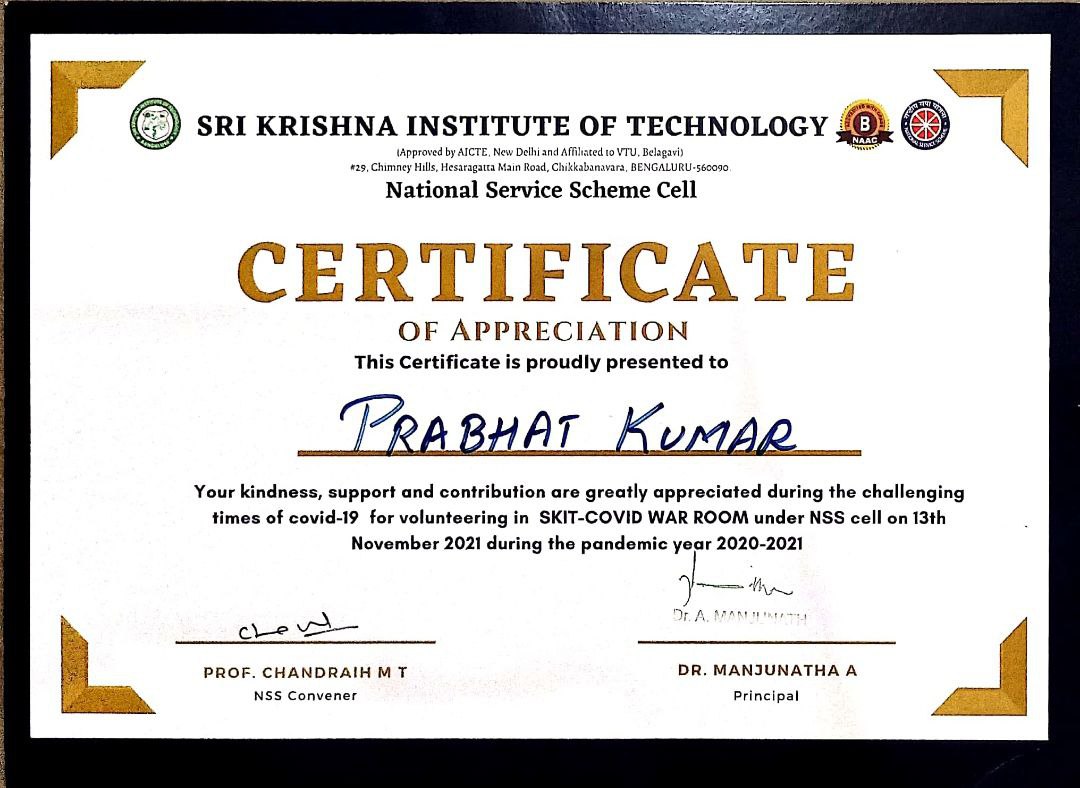 SRI KRISHNA INSTITUTE OF TECHNOLOGY
B
NAAC
(Approved by AICTE, New Delhi and Affiliated to VTU, Belagavi)
#29, Chimney Hills, Hesaragatta Main Road, Chikkabanavara, BENGALURU-560090.
National Service Scheme Cell
CERTIFICATE
OF APPRECIATION
This Certificate is proudly presented to
PRABHAT KUMAR
Your kindness, support and contribution are greatly appreciated during the challenging
times of covid-19 for volunteering in SKIT-COVID WAR ROOM under NSS cell on 13th
November 2021 during the pandemic year 2020-2021
Dr. A. MANJUNATH
PROF. CHANDRAIH M T
DR. MANJUNATHA A
NSS Convener
Principal